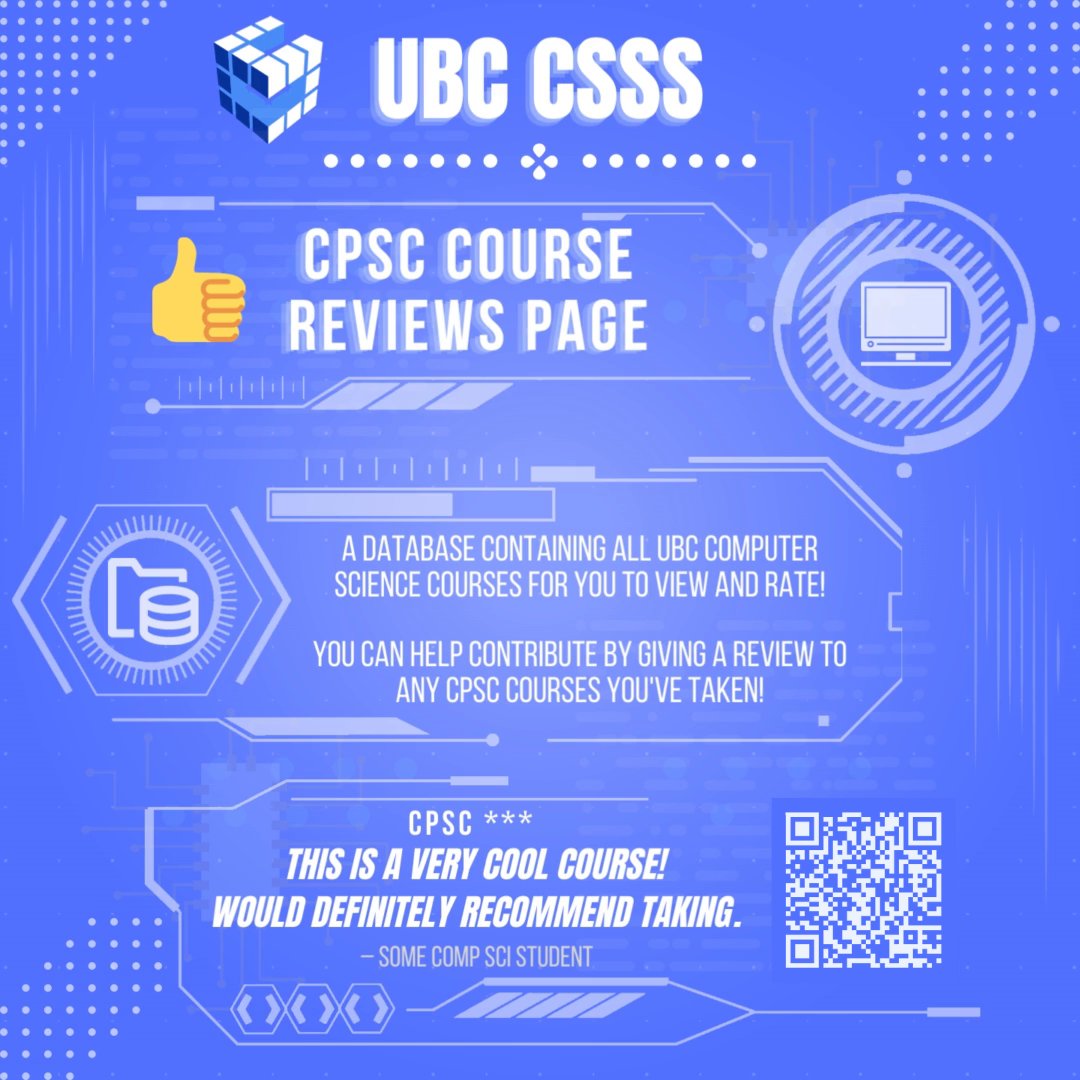 UBC CSSS
CPSC COURSE
REVIEWS PAGE
A DATABASE CONTAINING ALL UBC COMPUTER
SCIENCE COURSES FOR YOU TO VIEW AND RATE!
YOU CAN HELP CONTRIBUTE BY GIVING A REVIEW TO
ANY CPSC COURSES YOU'VE TAKEN!
CPSC ***
THIS IS A VERY COOL COURSE!
WOULD DEFINITELY RECOMMEND TAKING.
– SOME COMP SCI STUDENT